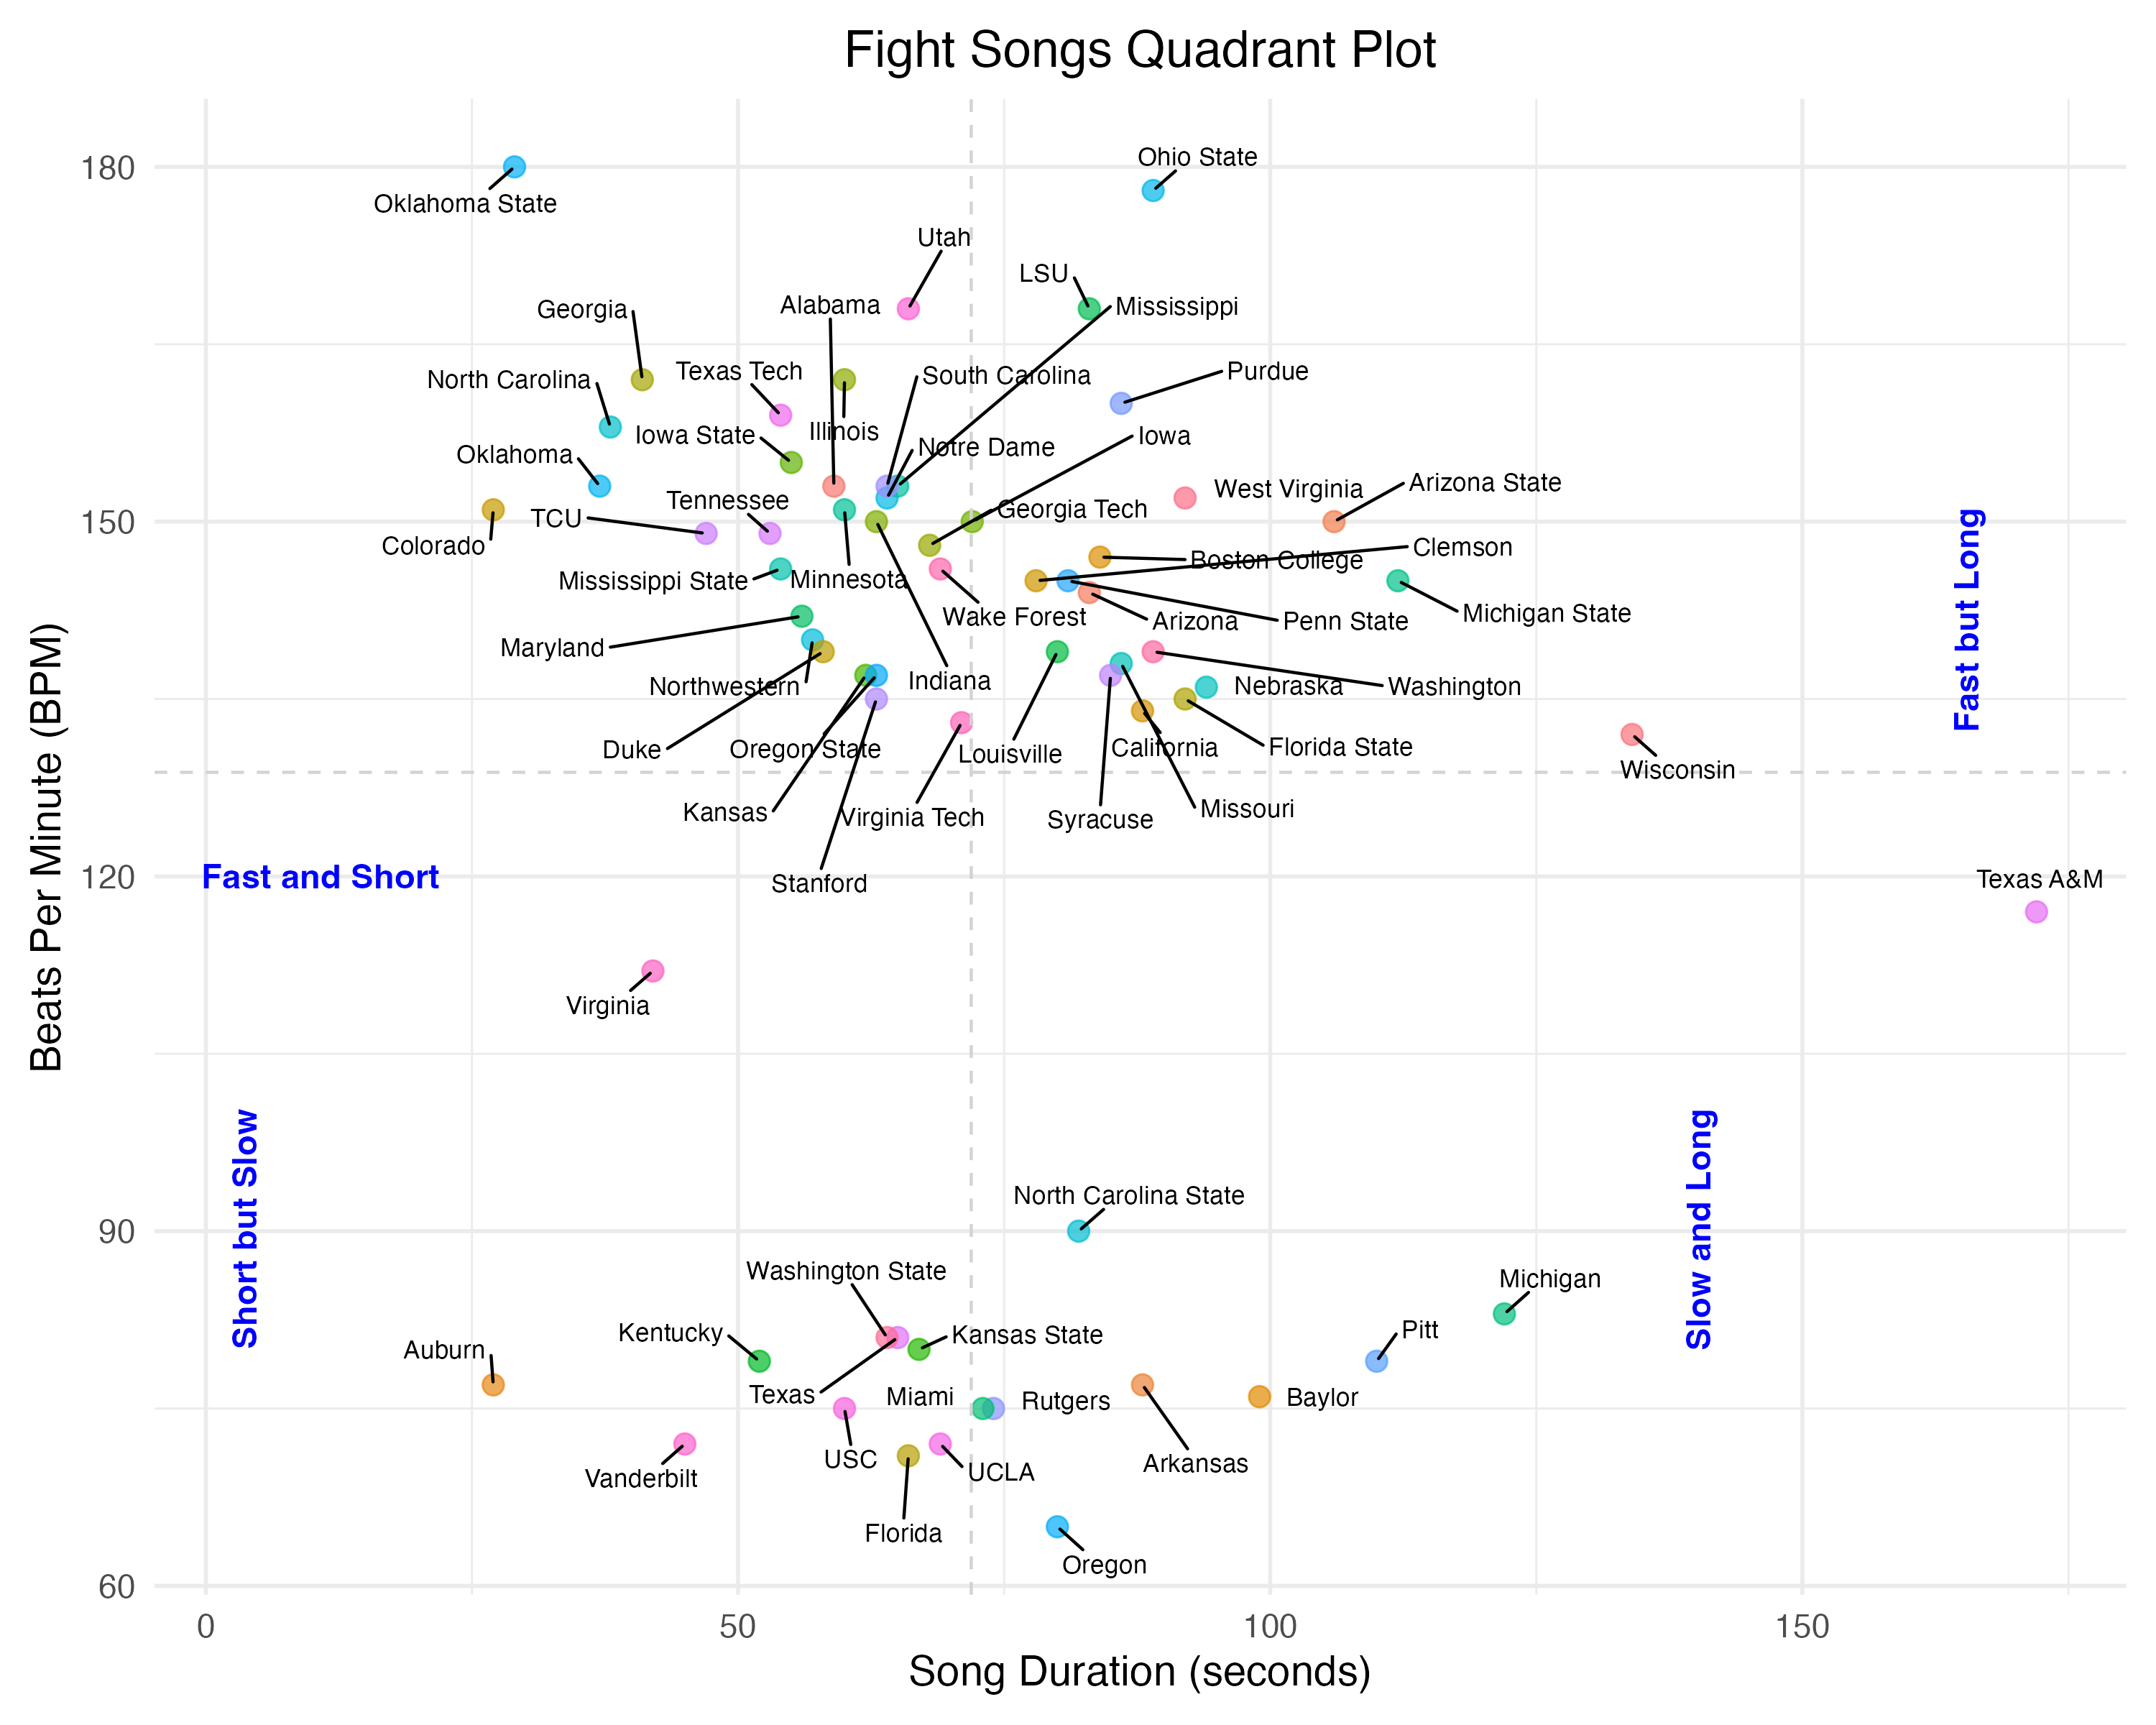 Fight Songs Quadrant Plot
180
150
120
90
60
0
50
100
150
Beats Per Minute (BPM)
Song Duration (seconds)
Ohio State
Oklahoma State
Utah
LSU
Alabama
Mississippi
Georgia
Texas Tech
Purdue
South Carolina
North Carolina
Illinois
Iowa State
Iowa
Notre Dame
Oklahoma
Arizona State
West Virginia
Tennessee
Georgia Tech
TCU
Colorado
Clemson
Boston College
Mississippi State
Minnesota
Michigan State
Wake Forest
Arizona
Penn State
Maryland
Indiana
Northwestern
Nebraska
Washington
Duke
Oregon State
Louisville
California
Florida State
Wisconsin
Kansas
Virginia Tech
Syracuse
Missouri
Stanford
Fast but Long
Fast and Short
Texas A&M
Virginia
Short but Slow
Slow and Long
North Carolina State
Washington State
Michigan
Kentucky
Kansas State
Pitt
Auburn
Texas
Miami
Rutgers
Baylor
USC
UCLA
Arkansas
Vanderbilt
Florida
Oregon